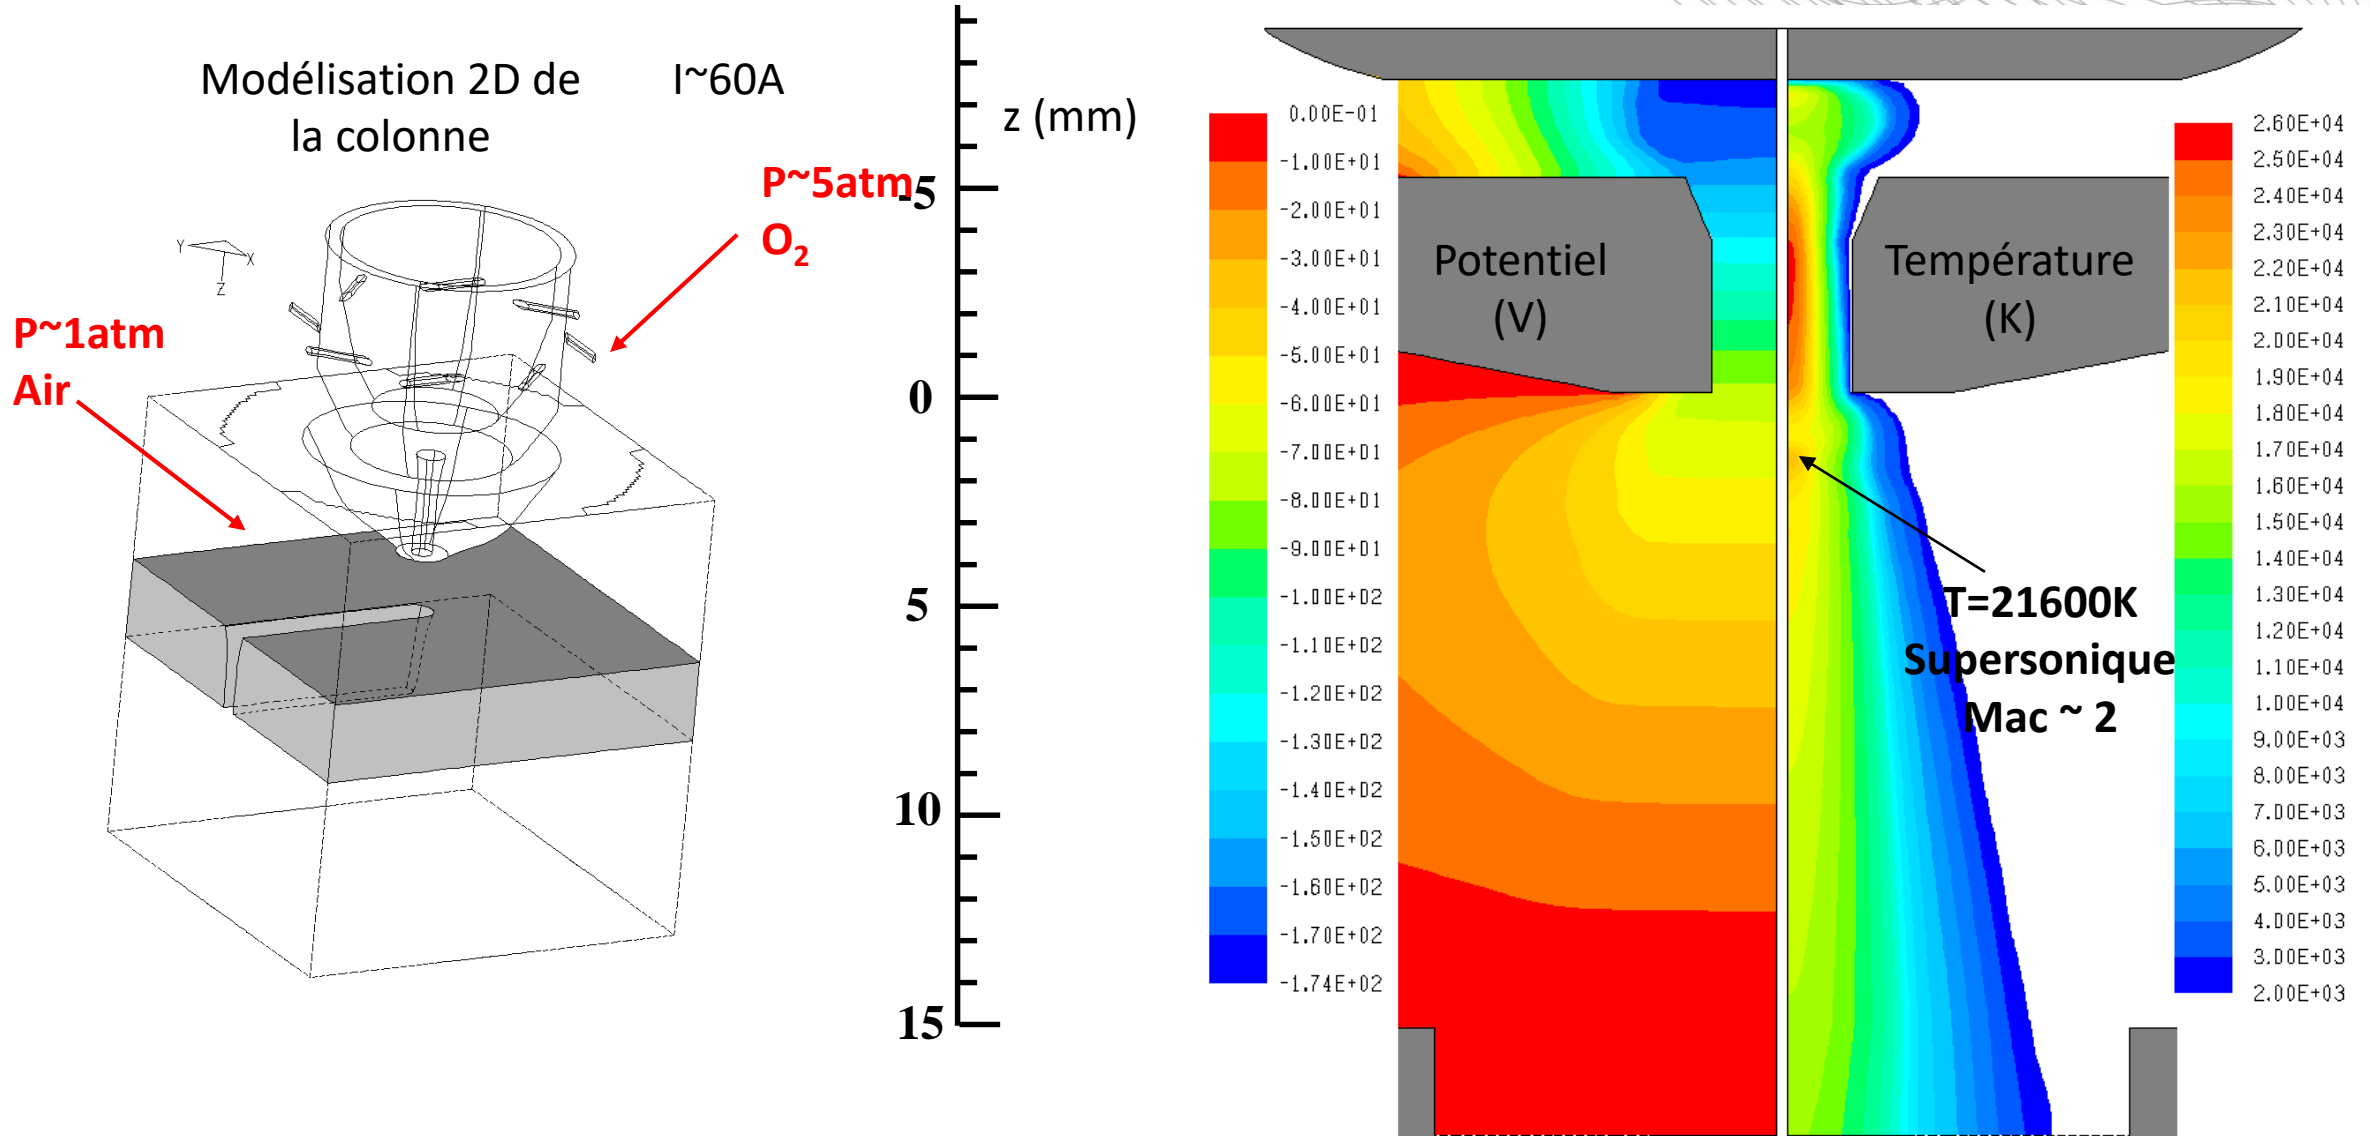 Modélisation 2D de
la colonne
I~60A
z (mm)
P~5atm
O₂
P~1atm
Air
Y
X
Z
-5
0
5
10
15
0.00E-01
-1.00E+01
-2.00E+01
-3.00E+01
-4.00E+01
-5.00E+01
-6.00E+01
-7.00E+01
-8.00E+01
-9.00E+01
-1.00E+02
-1.10E+02
-1.20E+02
-1.30E+02
-1.40E+02
-1.50E+02
-1.60E+02
-1.70E+02
-1.74E+02
Potentiel
(V)
Température
(K)
T=21600K
Supersonique
Mac ~ 2
2.60E+04
2.50E+04
2.40E+04
2.30E+04
2.20E+04
2.10E+04
2.00E+04
1.90E+04
1.80E+04
1.70E+04
1.60E+04
1.50E+04
1.40E+04
1.30E+04
1.20E+04
1.10E+04
1.00E+04
9.00E+03
8.00E+03
7.00E+03
6.00E+03
5.00E+03
4.00E+03
3.00E+03
2.00E+03